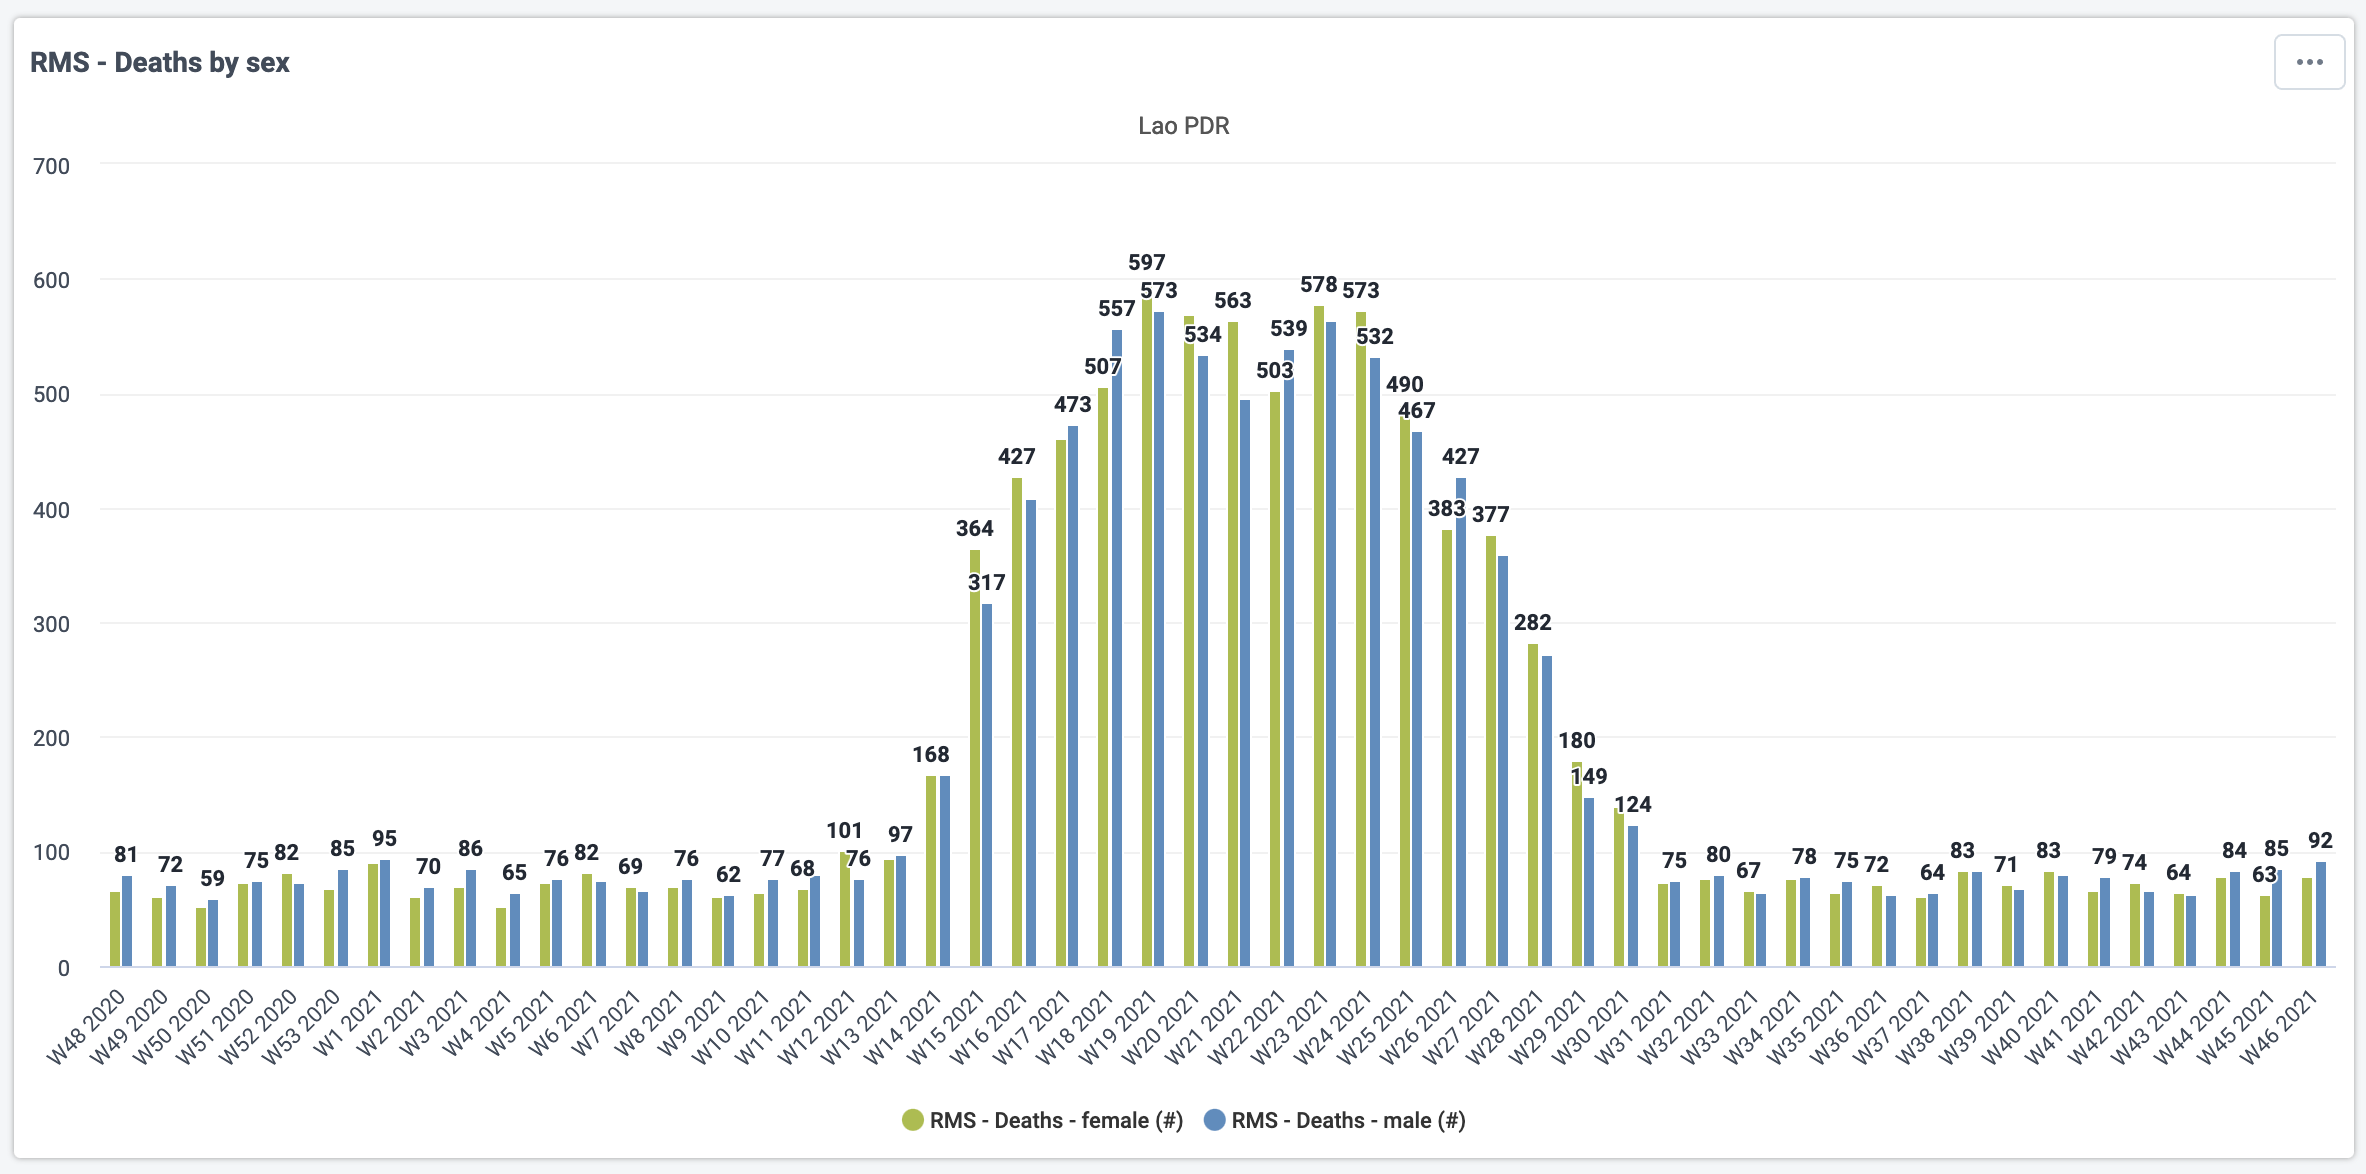 RMS - Deaths by sex
Lao PDR
700
600
500
400
300
200
100
0
81
72
59
75
82
85
95
70
86
65
76
82
69
76
62
77
68
101
76
97
168
364
317
427
473
507
557
597
573
534
563
503
539
578
573
532
490
467
383
427
377
282
180
149
124
75
80
67
78
75
72
64
83
71
83
79
74
64
84
63
85
92
W48 2020
W49 2020
W50 2020
W51 2020
W52 2020
W53 2020
W1 2021
W2 2021
W3 2021
W4 2021
W5 2021
W6 2021
W7 2021
W8 2021
W9 2021
W10 2021
W11 2021
W12 2021
W13 2021
W14 2021
W15 2021
W16 2021
W17 2021
W18 2021
W19 2021
W20 2021
W21 2021
W22 2021
W23 2021
W24 2021
W25 2021
W26 2021
W27 2021
W28 2021
W29 2021
W30 2021
W31 2021
W32 2021
W33 2021
W34 2021
W35 2021
W36 2021
W37 2021
W38 2021
W39 2021
W40 2021
W41 2021
W42 2021
W43 2021
W44 2021
W45 2021
W46 2021
RMS - Deaths - female (#)
RMS - Deaths - male (#)